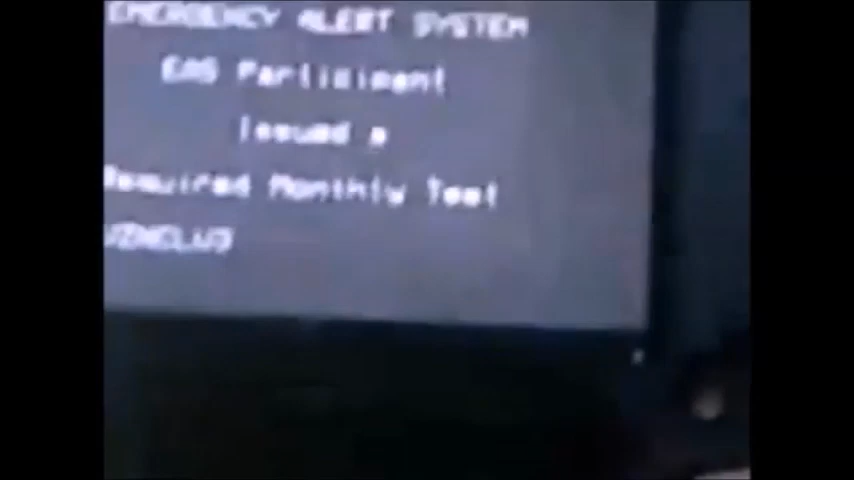 EMERGENCY ALERT SYSTEM
EAS Participant
Issued a
Required Monthly Test